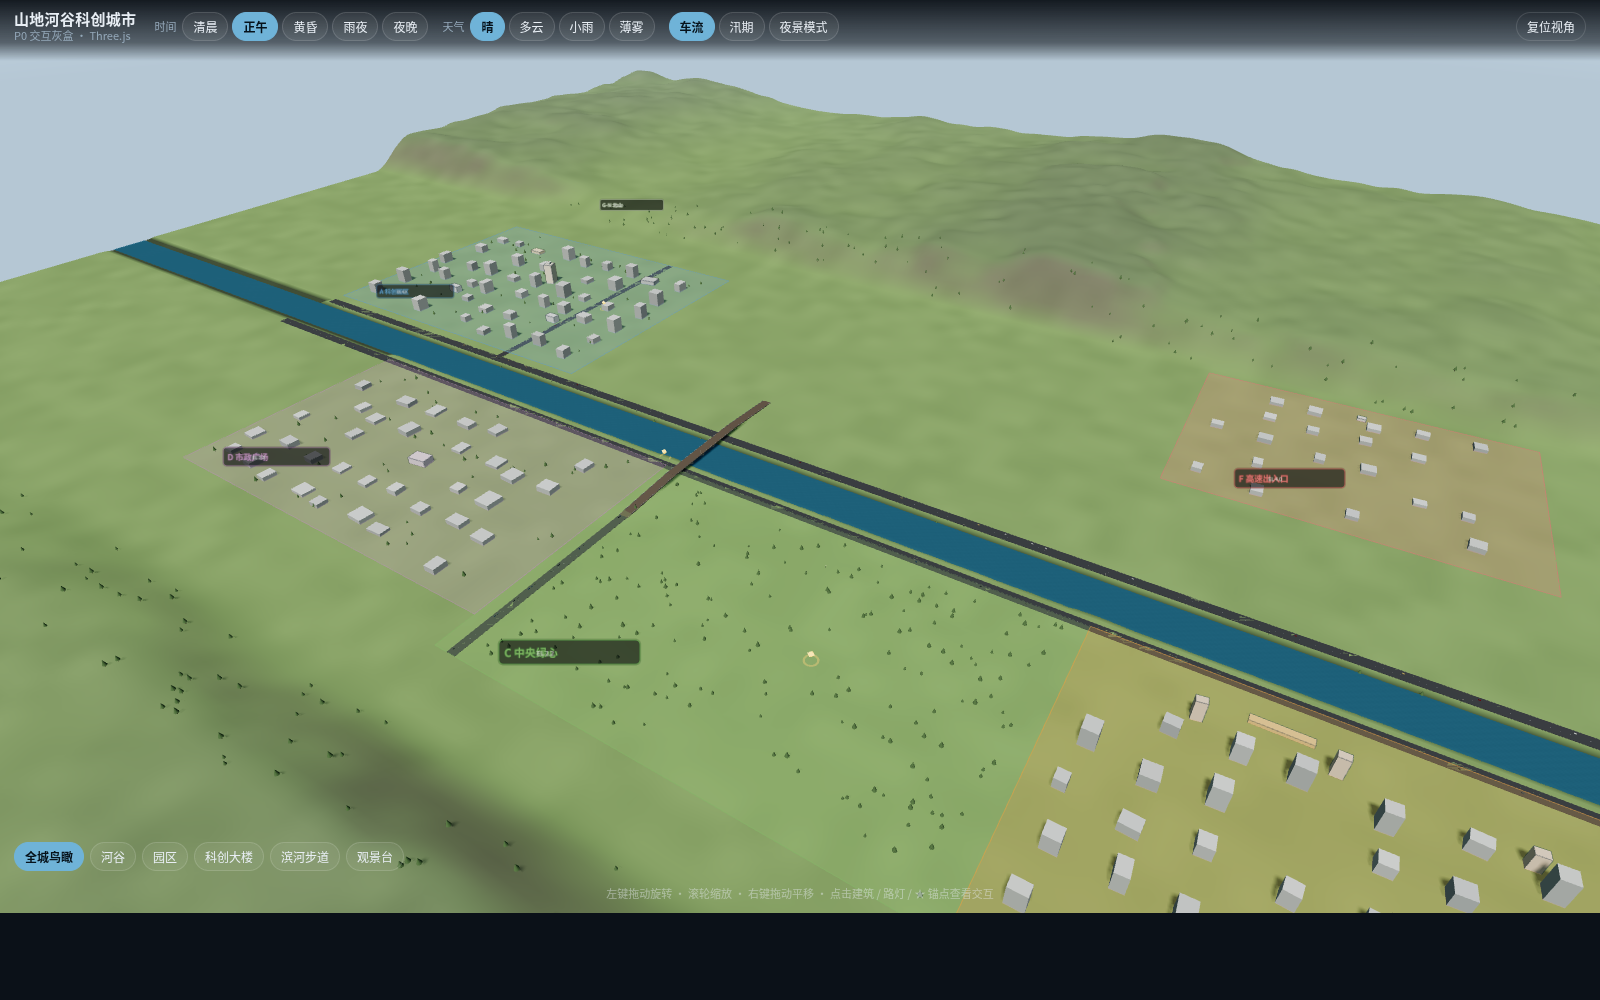 山地河谷科创城市
P0 交互灰盒 · Three.js
时间 清晨 正午 黄昏 雨夜 夜晚 天气 晴 多云 小雨 薄雾 车流 汛期 夜景模式 复位视角
D 市政广场
F 高速出入口
C 中央绿心
全城鸟瞰 河谷 园区 科创大楼 滨河步道 观景台
左键拖动旋转 · 滚轮缩放 · 右键拖动平移 · 点击建筑 / 路灯 / ✧ 锚点查看交互